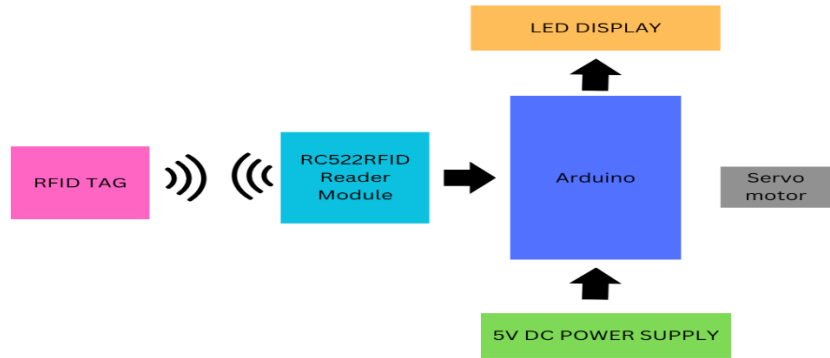 LED DISPLAY
RFID TAG
RC522RFID
Reader
Module
Arduino
Servo
motor
5V DC POWER SUPPLY